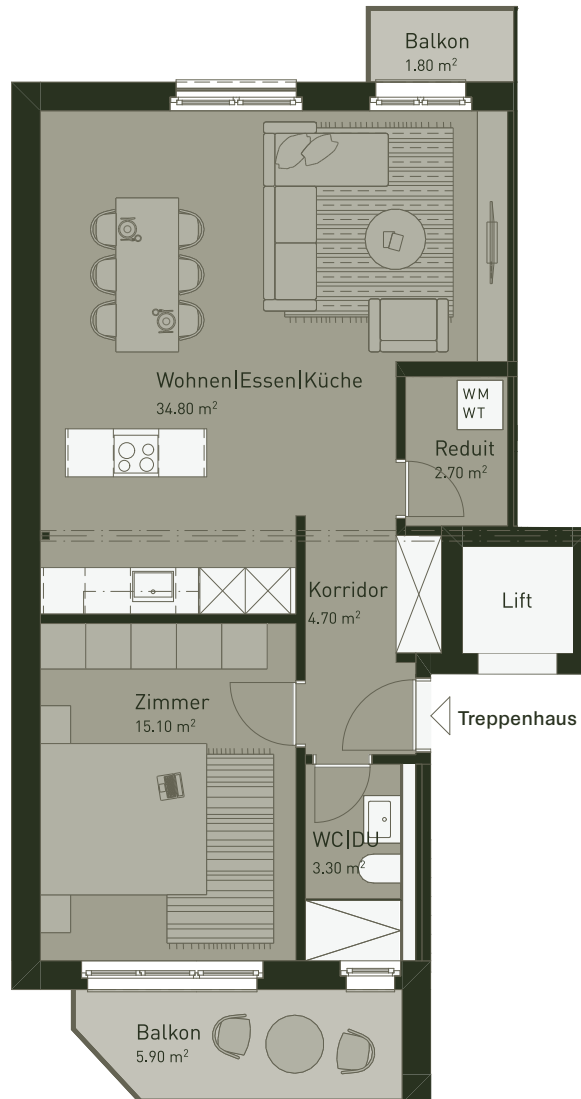 Balkon
1.80 m²
Wohnen|Essen|Küche
34.80 m²
WM
WT
Reduit
2.70 m²
Korridor
4.70 m²
Lift
Zimmer
15.10 m²
Treppenhaus
WC|DU
3.30 m²
Balkon
5.90 m²